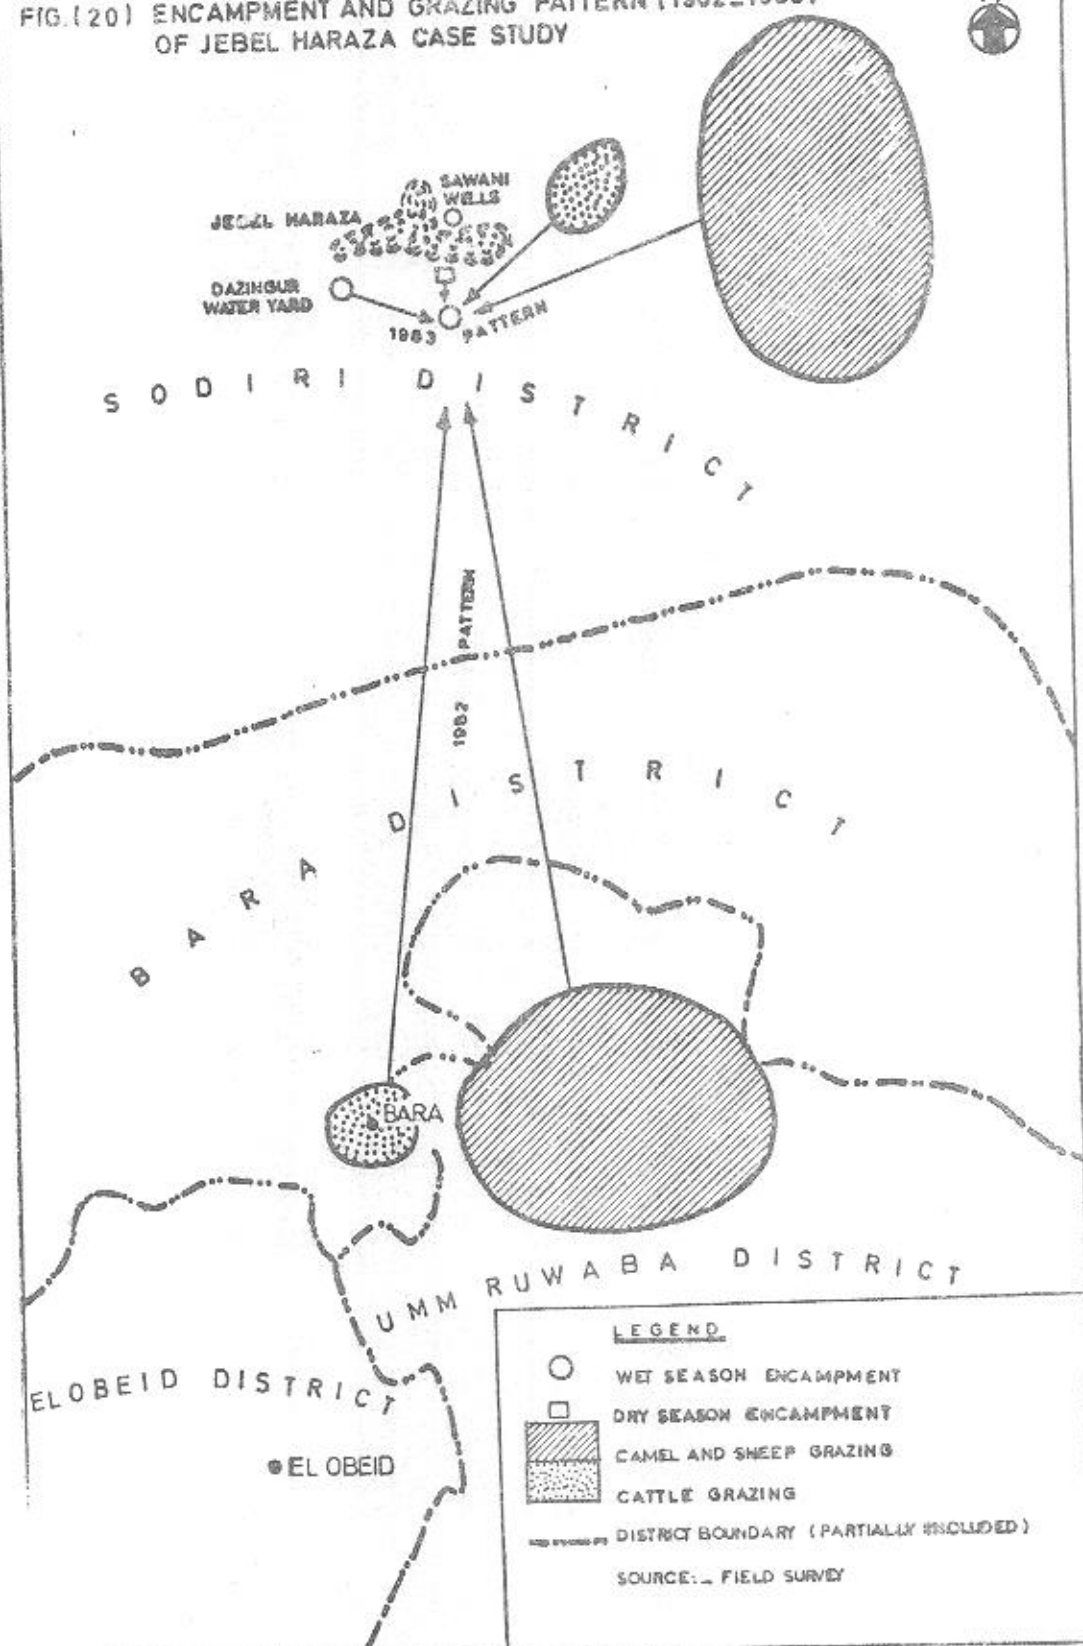 FIG.(20) ENCAMPMENT AND GRAZING PATTERN
OF JEBEL HARAZA CASE STUDY
SAWANI
WELLS
JEBEL HARAZA
DAZINGUR
WATER YARD
1983 PATTERN
SODIRI DISTRICT
1982 PATTERN
BARA DISTRICT
BARA
UMM RUWABA DISTRICT
ELOBEID DISTRICT
EL OBEID
LEGEND
WET SEASON ENCAMPMENT
DRY SEASON ENCAMPMENT
CAMEL AND SHEEP GRAZING
CATTLE GRAZING
DISTRICT BOUNDARY (PARTIALLY INCLUDED)
SOURCE:_ FIELD SURVEY